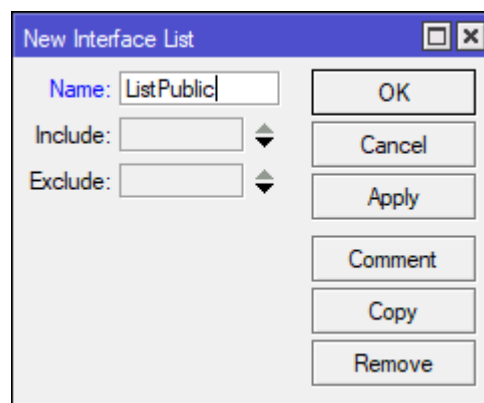 New Interface List
Name: ListPublic
Include:
Exclude:
OK
Cancel
Apply
Comment
Copy
Remove